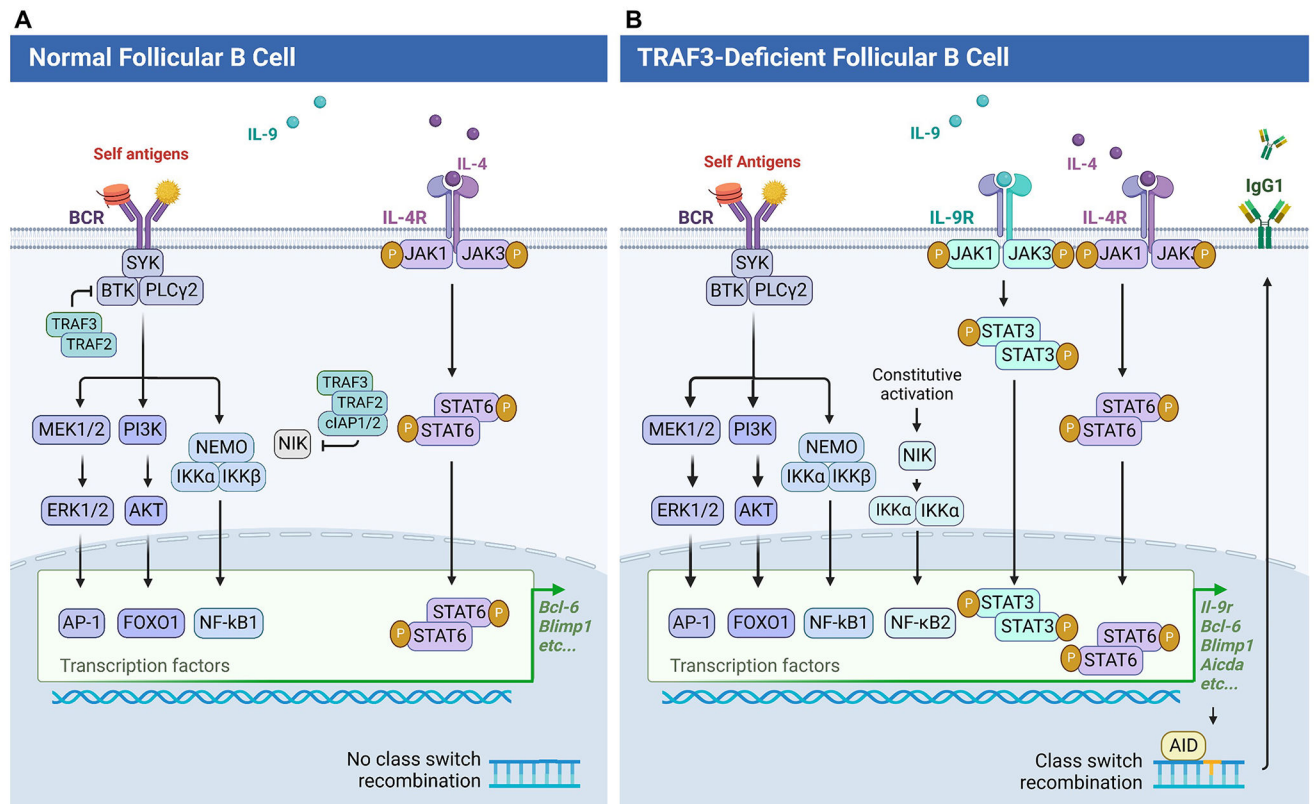 A
Normal Follicular B Cell
IL-9
Self antigens
IL-4
BCR
IL-4R
P
JAK1
JAK3
P
SYK
BTK
PLCγ2
TRAF3
TRAF2
TRAF3
TRAF2
cIAP1/2
NIK
STAT6
P
P
STAT6
MEK1/2
PI3K
NEMO
IKKα
IKKβ
ERK1/2
AKT
AP-1
FOXO1
NF-kB1
STAT6
P
P
STAT6
Bcl-6
Blimp1
etc...
Transcription factors
No class switch
recombination
B
TRAF3-Deficient Follicular B Cell
IL-9
Self Antigens
IL-4
IgG1
BCR
IL-9R
IL-4R
P
JAK1
JAK3
P
P
JAK1
JAK3
P
SYK
BTK
PLCγ2
P
STAT3
STAT3
P
Constitutive
activation
STAT6
P
P
STAT6
MEK1/2
PI3K
NEMO
IKKα
IKKβ
NIK
ERK1/2
AKT
IKKα
IKKα
AP-1
FOXO1
NF-kB1
NF-κB2
P
STAT3
STAT3
P
STAT6
P
P
STAT6
Il-9r
Bcl-6
Blimp1
Aicda
etc...
Transcription factors
AID
Class switch
recombination